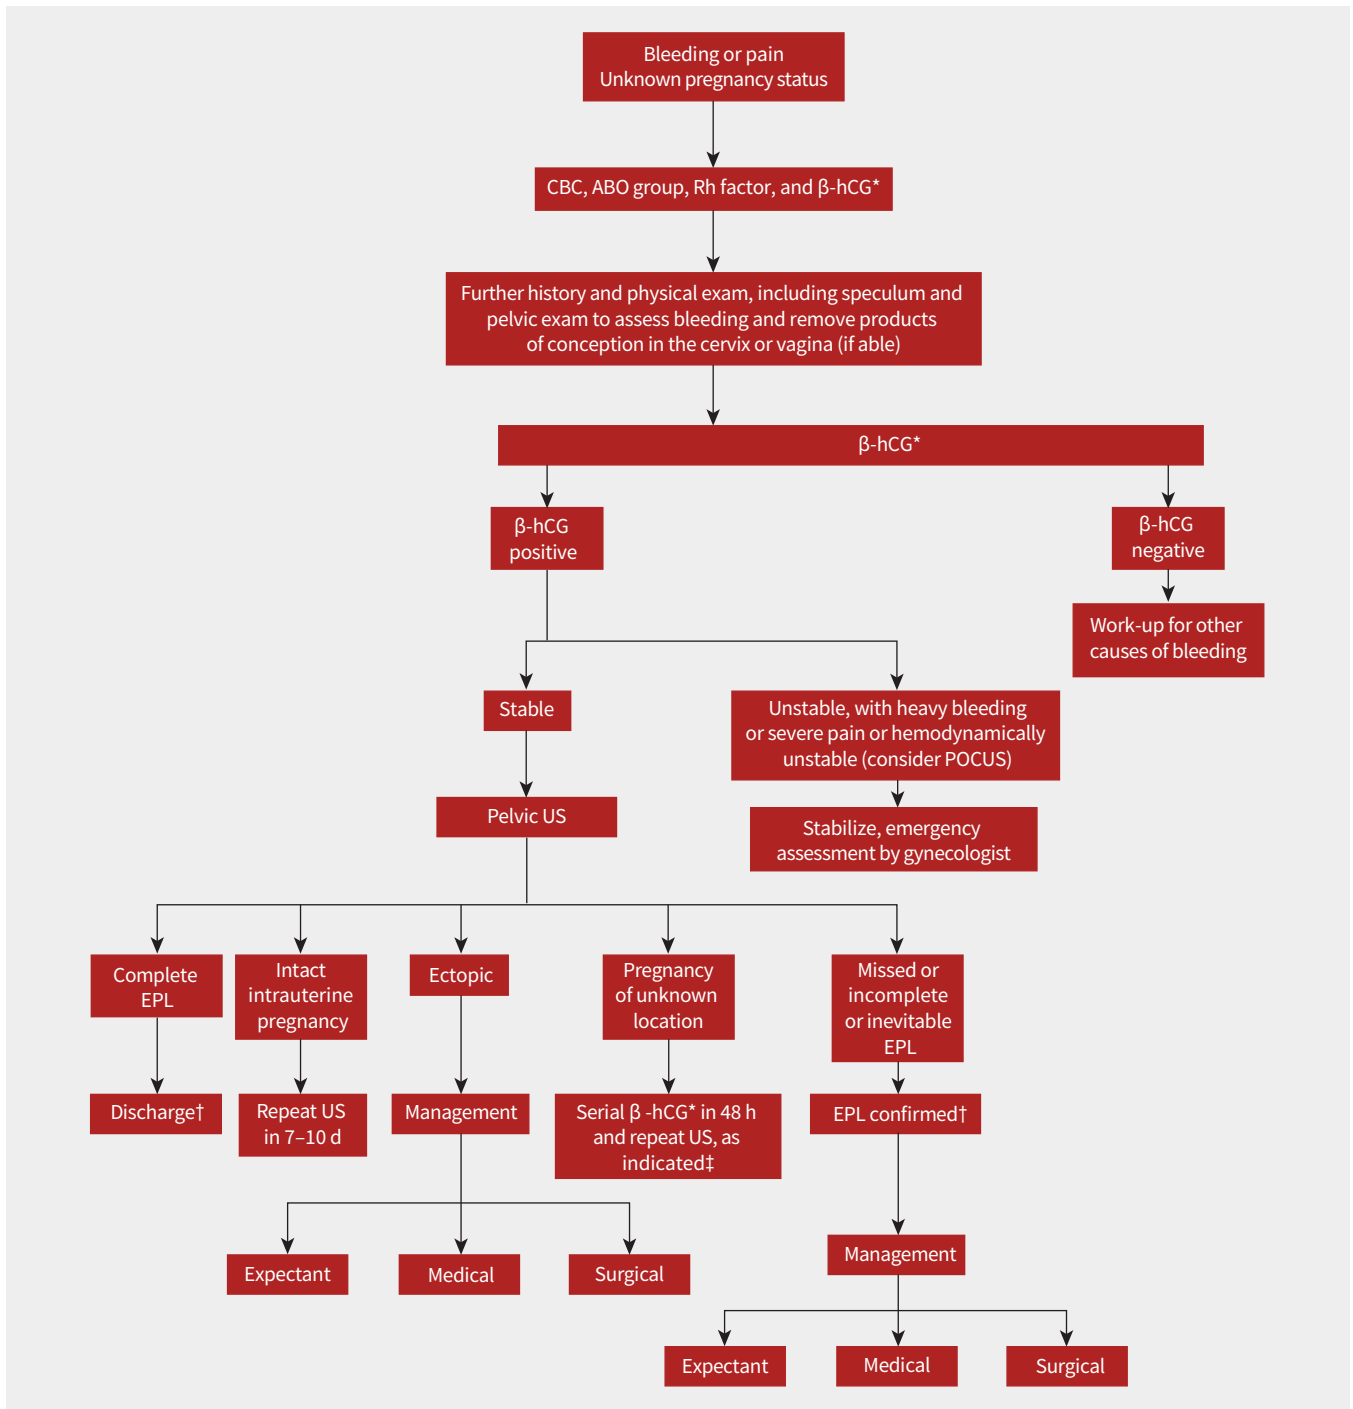 Bleeding or pain
Unknown pregnancy status
CBC, ABO group, Rh factor, and β-hCG*
Further history and physical exam, including speculum and
pelvic exam to assess bleeding and remove products
of conception in the cervix or vagina (if able)
β-hCG*
β-hCG
positive
β-hCG
negative
Work-up for other
causes of bleeding
Stable
Unstable, with heavy bleeding
or severe pain or hemodynamically
unstable (consider POCUS)
Pelvic US
Stabilize, emergency
assessment by gynecologist
Complete
EPL
Intact
intrauterine
pregnancy
Ectopic
Pregnancy
of unknown
location
Missed or
incomplete
or inevitable
EPL
Discharge†
Repeat US
in 7–10 d
Management
Serial β -hCG* in 48 h
and repeat US, as
indicated‡
EPL confirmed†
Expectant
Medical
Surgical
Management
Expectant
Medical
Surgical